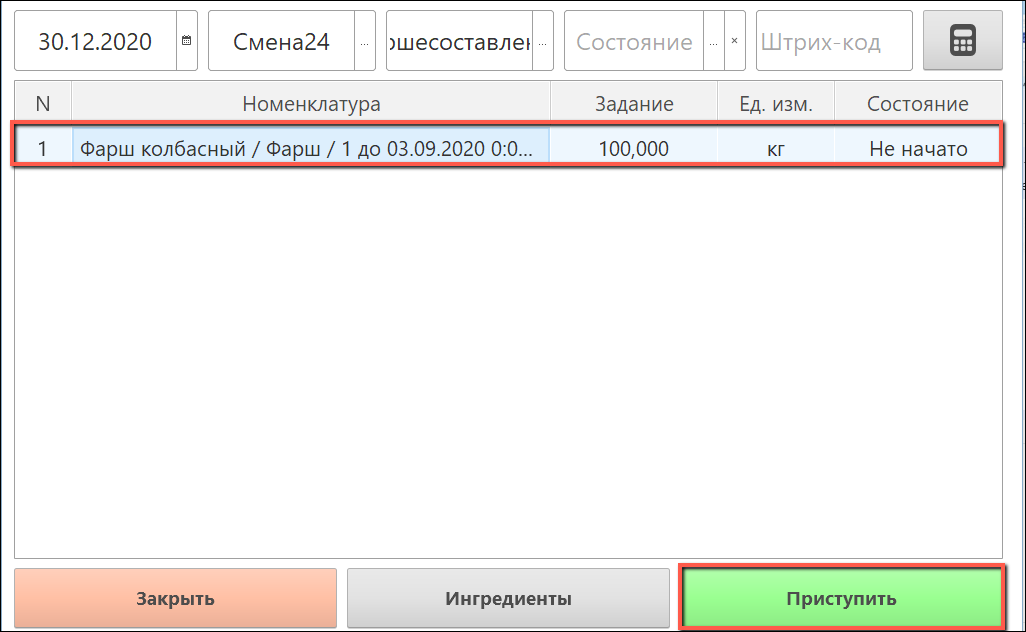 30.12.2020 Смена24 ... ршесоставлен ... Состояние ... × Штрих-код
N Номенклатура Задание Ед. изм. Состояние
1 Фарш колбасный / Фарш / 1 до 03.09.2020 0:0... 100,000 кг Не начато
Закрыть Ингредиенты Приступить